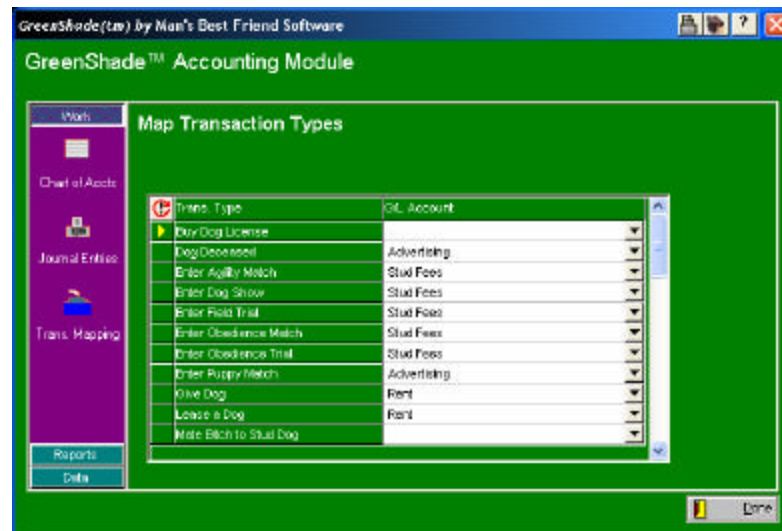 GreenShade(tm) by Man's Best Friend Software
?
GreenShade™ Accounting Module
Work
Map Transaction Types
Chart of Accts
Trans. Type G/L Account
Buy Dog License
Dog Deceased Advertising
Journal Entries
Enter Agility Match Stud Fees
Enter Dog Show Stud Fees
Enter Field Trial Stud Fees
Trans. Mapping
Enter Obedience Match Stud Fees
Enter Obedience Trial Stud Fees
Enter Puppy Match Advertising
Give Dog Rent
Lease a Dog Rent
Mate Bitch to Stud Dog
Reports
Data
Done